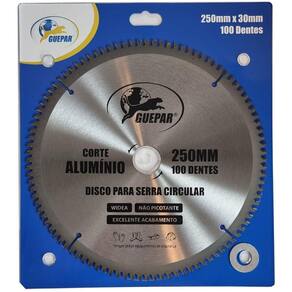 GUEPAR
250mm x 30mm
100 Dentes
GUEPAR
CORTE
ALUMÍNIO
250MM
100 DENTES
DISCO PARA SERRA CIRCULAR
WIDEA
NÃO PICOTANTE
EXCELENTE ACABAMENTO